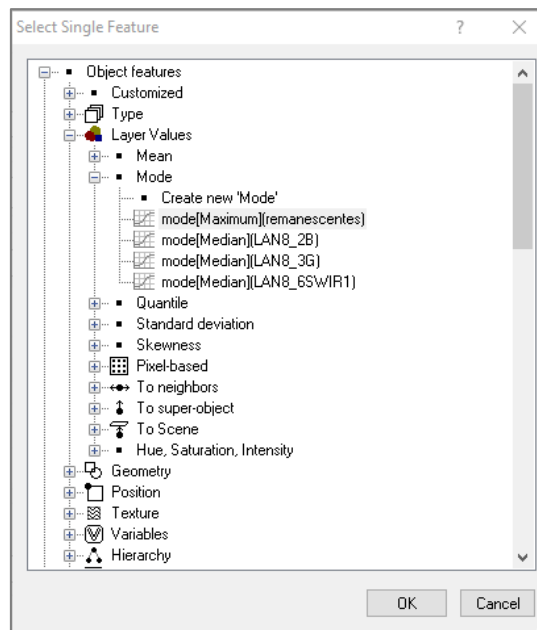 Select Single Feature
?
Object features
Customized
Type
Layer Values
Mean
Mode
Create new 'Mode'
mode[Maximum](remanescentes)
mode[Median](LAN8_2B)
mode[Median](LAN8_3G)
mode[Median](LAN8_6SWIR1)
Quantile
Standard deviation
Skewness
Pixel-based
To neighbors
To super-object
To Scene
Hue, Saturation, Intensity
Geometry
Position
Texture
Variables
Hierarchy
OK Cancel